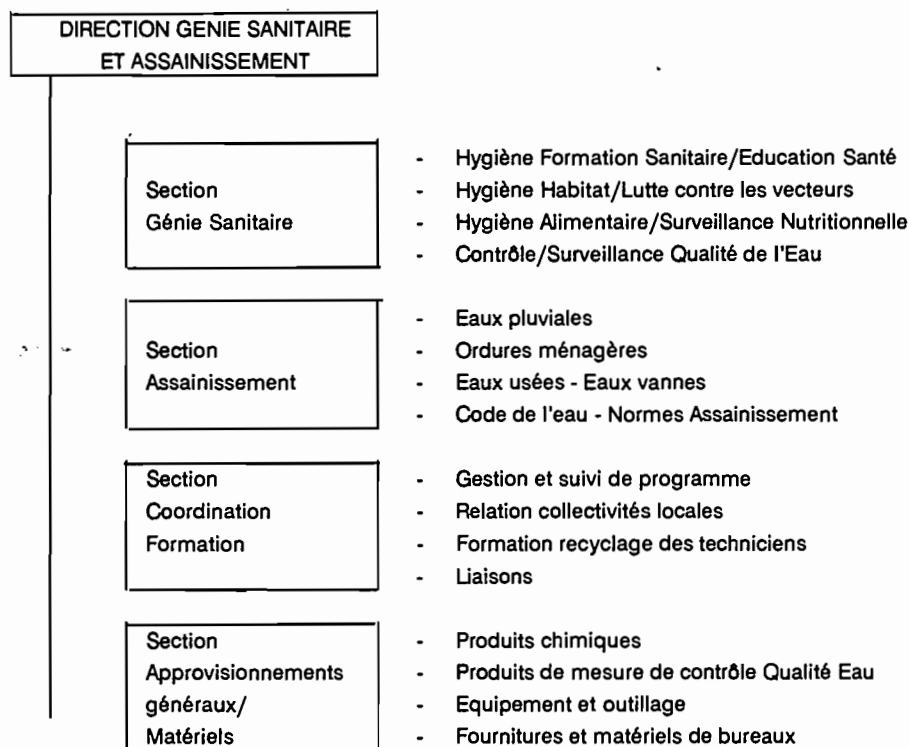 DIRECTION GENIE SANITAIRE
ET ASSAINISSEMENT
Section
Génie Sanitaire
- Hygiène Formation Sanitaire/Education Santé
- Hygiène Habitat/Lutte contre les vecteurs
- Hygiène Alimentaire/Surveillance Nutritionnelle
- Contrôle/Surveillance Qualité de l'Eau
Section
Assainissement
- Eaux pluviales
- Ordures ménagères
- Eaux usées - Eaux vannes
- Code de l'eau - Normes Assainissement
Section
Coordination
Formation
- Gestion et suivi de programme
- Relation collectivités locales
- Formation recyclage des techniciens
- Liaisons
Section
Approvisionnements
généraux/
Matériels
- Produits chimiques
- Produits de mesure de contrôle Qualité Eau
- Equipement et outillage
- Fournitures et matériels de bureaux